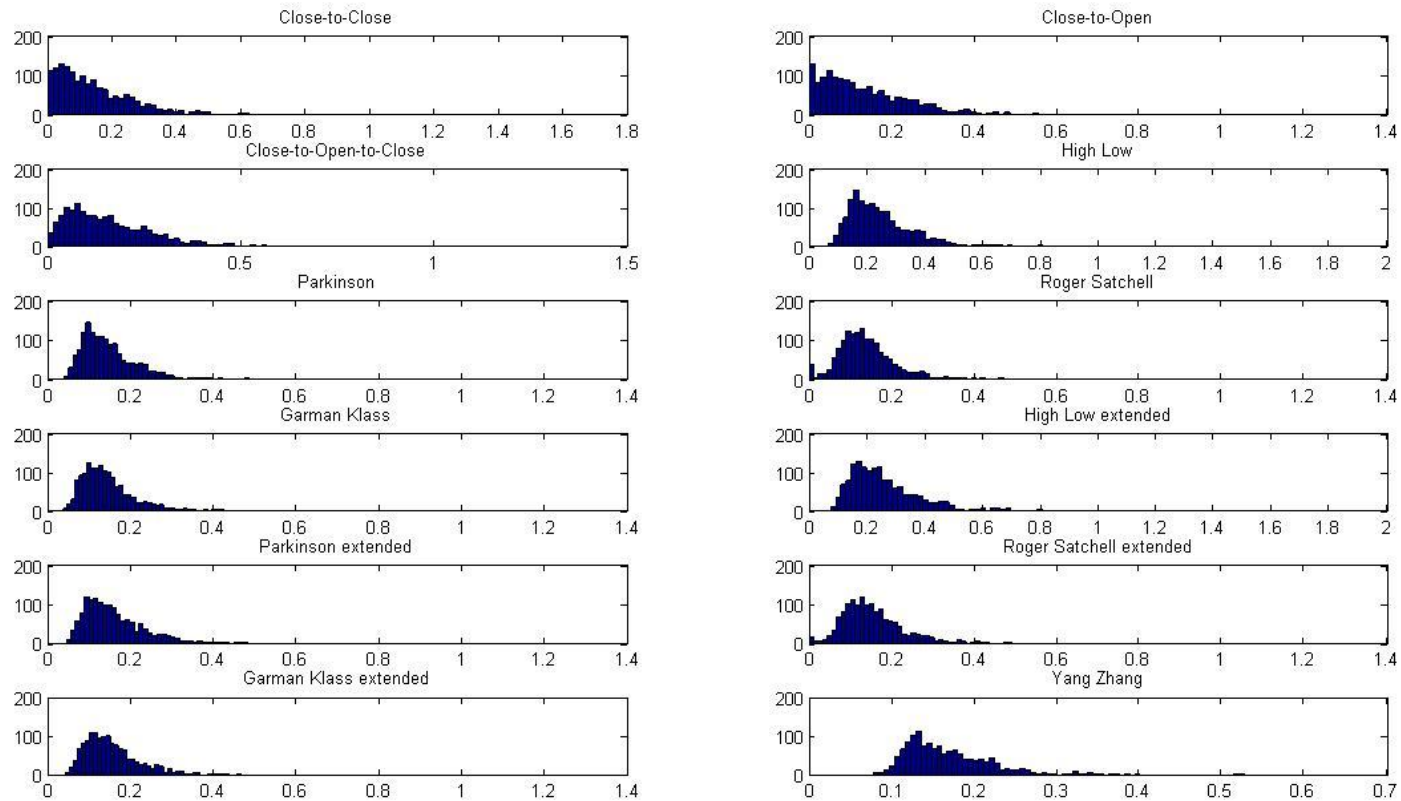 Close-to-Close
200
100
0
0 0.2 0.4 0.6 0.8 1 1.2 1.4 1.6 1.8
Close-to-Open
200
100
0
0 0.2 0.4 0.6 0.8 1 1.2 1.4
Close-to-Open-to-Close
200
100
0
0 0.5 1 1.5
High Low
200
100
0
0 0.2 0.4 0.6 0.8 1 1.2 1.4 1.6 1.8 2
Parkinson
200
100
0
0 0.2 0.4 0.6 0.8 1 1.2 1.4
Roger Satchell
200
100
0
0 0.2 0.4 0.6 0.8 1 1.2 1.4
Garman Klass
200
100
0
0 0.2 0.4 0.6 0.8 1 1.2 1.4
High Low extended
200
100
0
0 0.2 0.4 0.6 0.8 1 1.2 1.4 1.6 1.8 2
Parkinson extended
200
100
0
0 0.2 0.4 0.6 0.8 1 1.2 1.4
Roger Satchell extended
200
100
0
0 0.2 0.4 0.6 0.8 1 1.2 1.4
Garman Klass extended
200
100
0
0 0.2 0.4 0.6 0.8 1 1.2 1.4
Yang Zhang
200
100
0
0 0.1 0.2 0.3 0.4 0.5 0.6 0.7